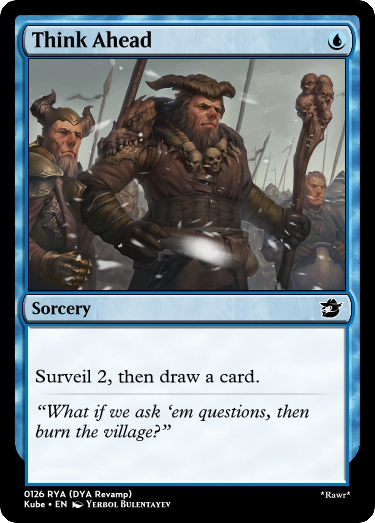 Think Ahead
Sorcery
Surveil 2, then draw a card.
“What if we ask ‘em questions, then
burn the village?”
0126 RYA (DYA Revamp)
Kube • EN Yerbol Bulentayev
*Rawr*